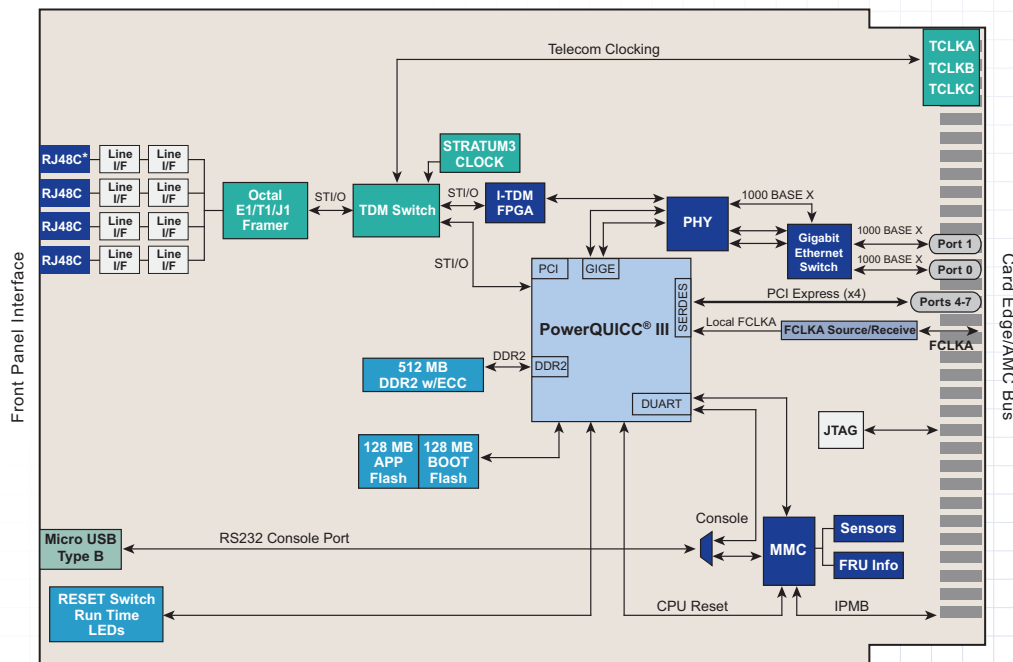 Telecom Clocking
TCLKA
TCLKB
TCLKC
STRATUM3
CLOCK
RJ48C*
Line
I/F
Line
I/F
RJ48C
Line
I/F
Line
I/F
RJ48C
Line
I/F
Line
I/F
RJ48C
Line
I/F
Line
I/F
Octal
E1/T1/J1
Framer
STI/O
TDM Switch
STI/O
I-TDM
FPGA
STI/O
PHY
1000 BASE X
Gigabit
Ethernet
Switch
1000 BASE X
Port 1
1000 BASE X
Port 0
PCI
GIGE
SERDES
PowerQUICC® III
PCI Express (x4)
Ports 4-7
Local FCLKA
FCLKA Source/Receive
FCLKA
512 MB
DDR2 w/ECC
DDR2
DDR2
DUART
JTAG
128 MB
APP
Flash
128 MB
BOOT
Flash
Micro USB
Type B
RS232 Console Port
Console
MMC
Sensors
FRU Info
RESET Switch
Run Time
LEDs
CPU Reset
IPMB
Front Panel Interface
Card Edge/AMC Bus